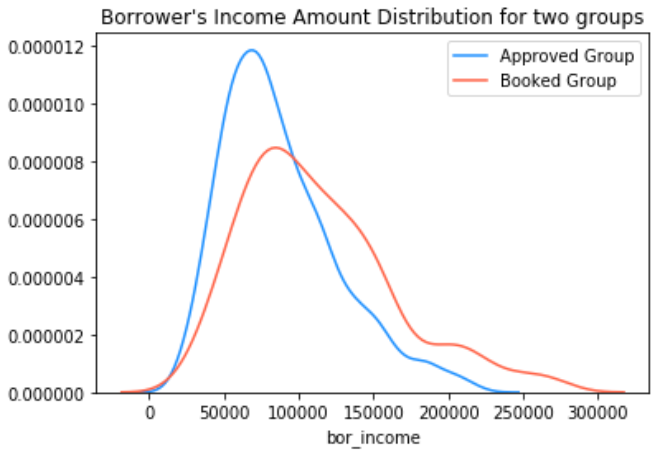 Borrower's Income Amount Distribution for two groups
Approved Group
Booked Group
0.000012
0.000010
0.000008
0.000006
0.000004
0.000002
0.000000
0 50000 100000 150000 200000 250000 300000
bor_income